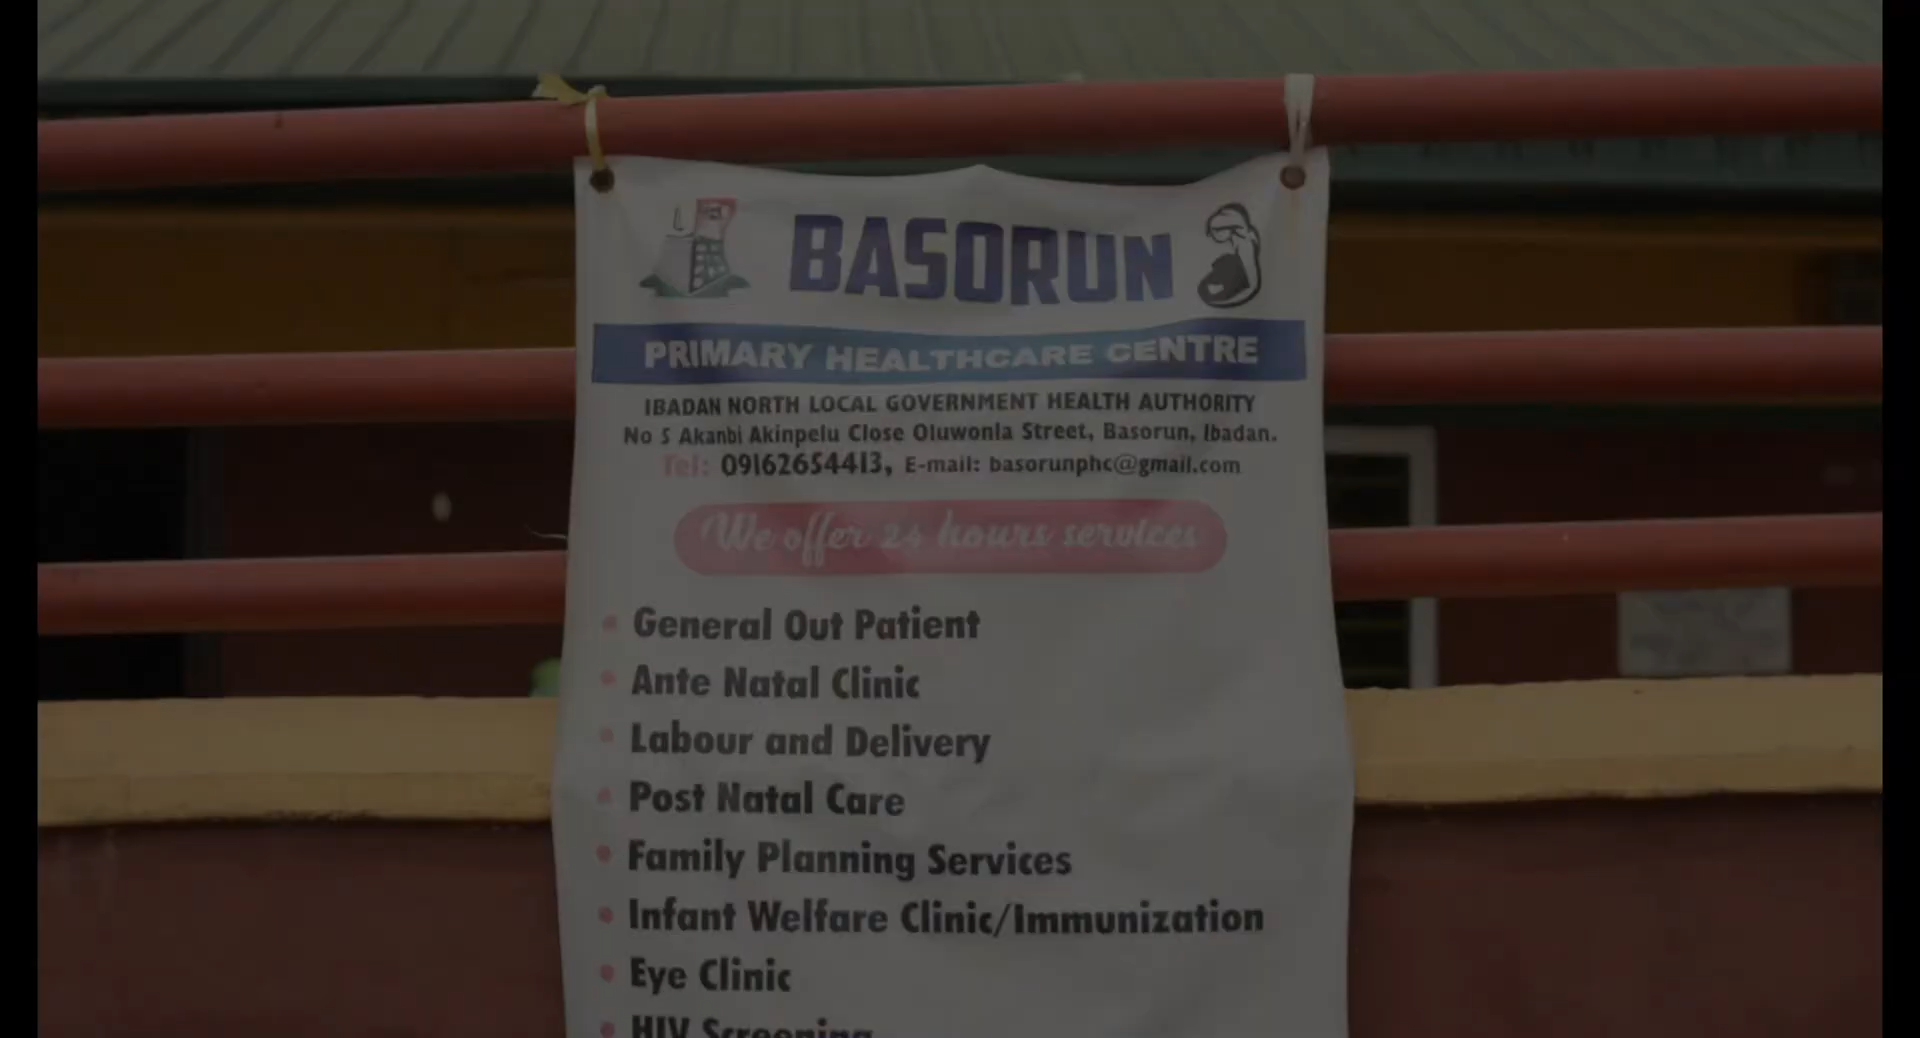 BASORUN
PRIMARY HEALTHCARE CENTRE
IBADAN NORTH LOCAL GOVERNMENT HEALTH AUTHORITY
No 5 Akanbi Akinpelu Close Oluwonla Street, Basorun, Ibadan.
Tel: 09162654413, E-mail: basorunphc@gmail.com
We offer 24 hours services
• General Out Patient
• Ante Natal Clinic
• Labour and Delivery
• Post Natal Care
• Family Planning Services
• Infant Welfare Clinic/Immunization
• Eye Clinic
• HIV Screening